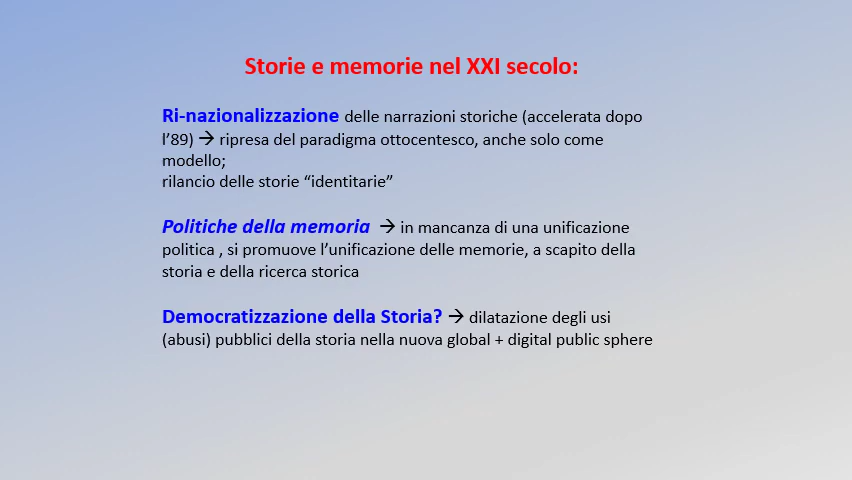 Storie e memorie nel XXI secolo:
Ri-nazionalizzazione delle narrazioni storiche (accelerata dopo
l’89) → ripresa del paradigma ottocentesco, anche solo come
modello;
rilancio delle storie “identitarie”
Politiche della memoria → in mancanza di una unificazione
politica , si promuove l’unificazione delle memorie, a scapito della
storia e della ricerca storica
Democratizzazione della Storia? → dilatazione degli usi
(abusi) pubblici della storia nella nuova global + digital public sphere